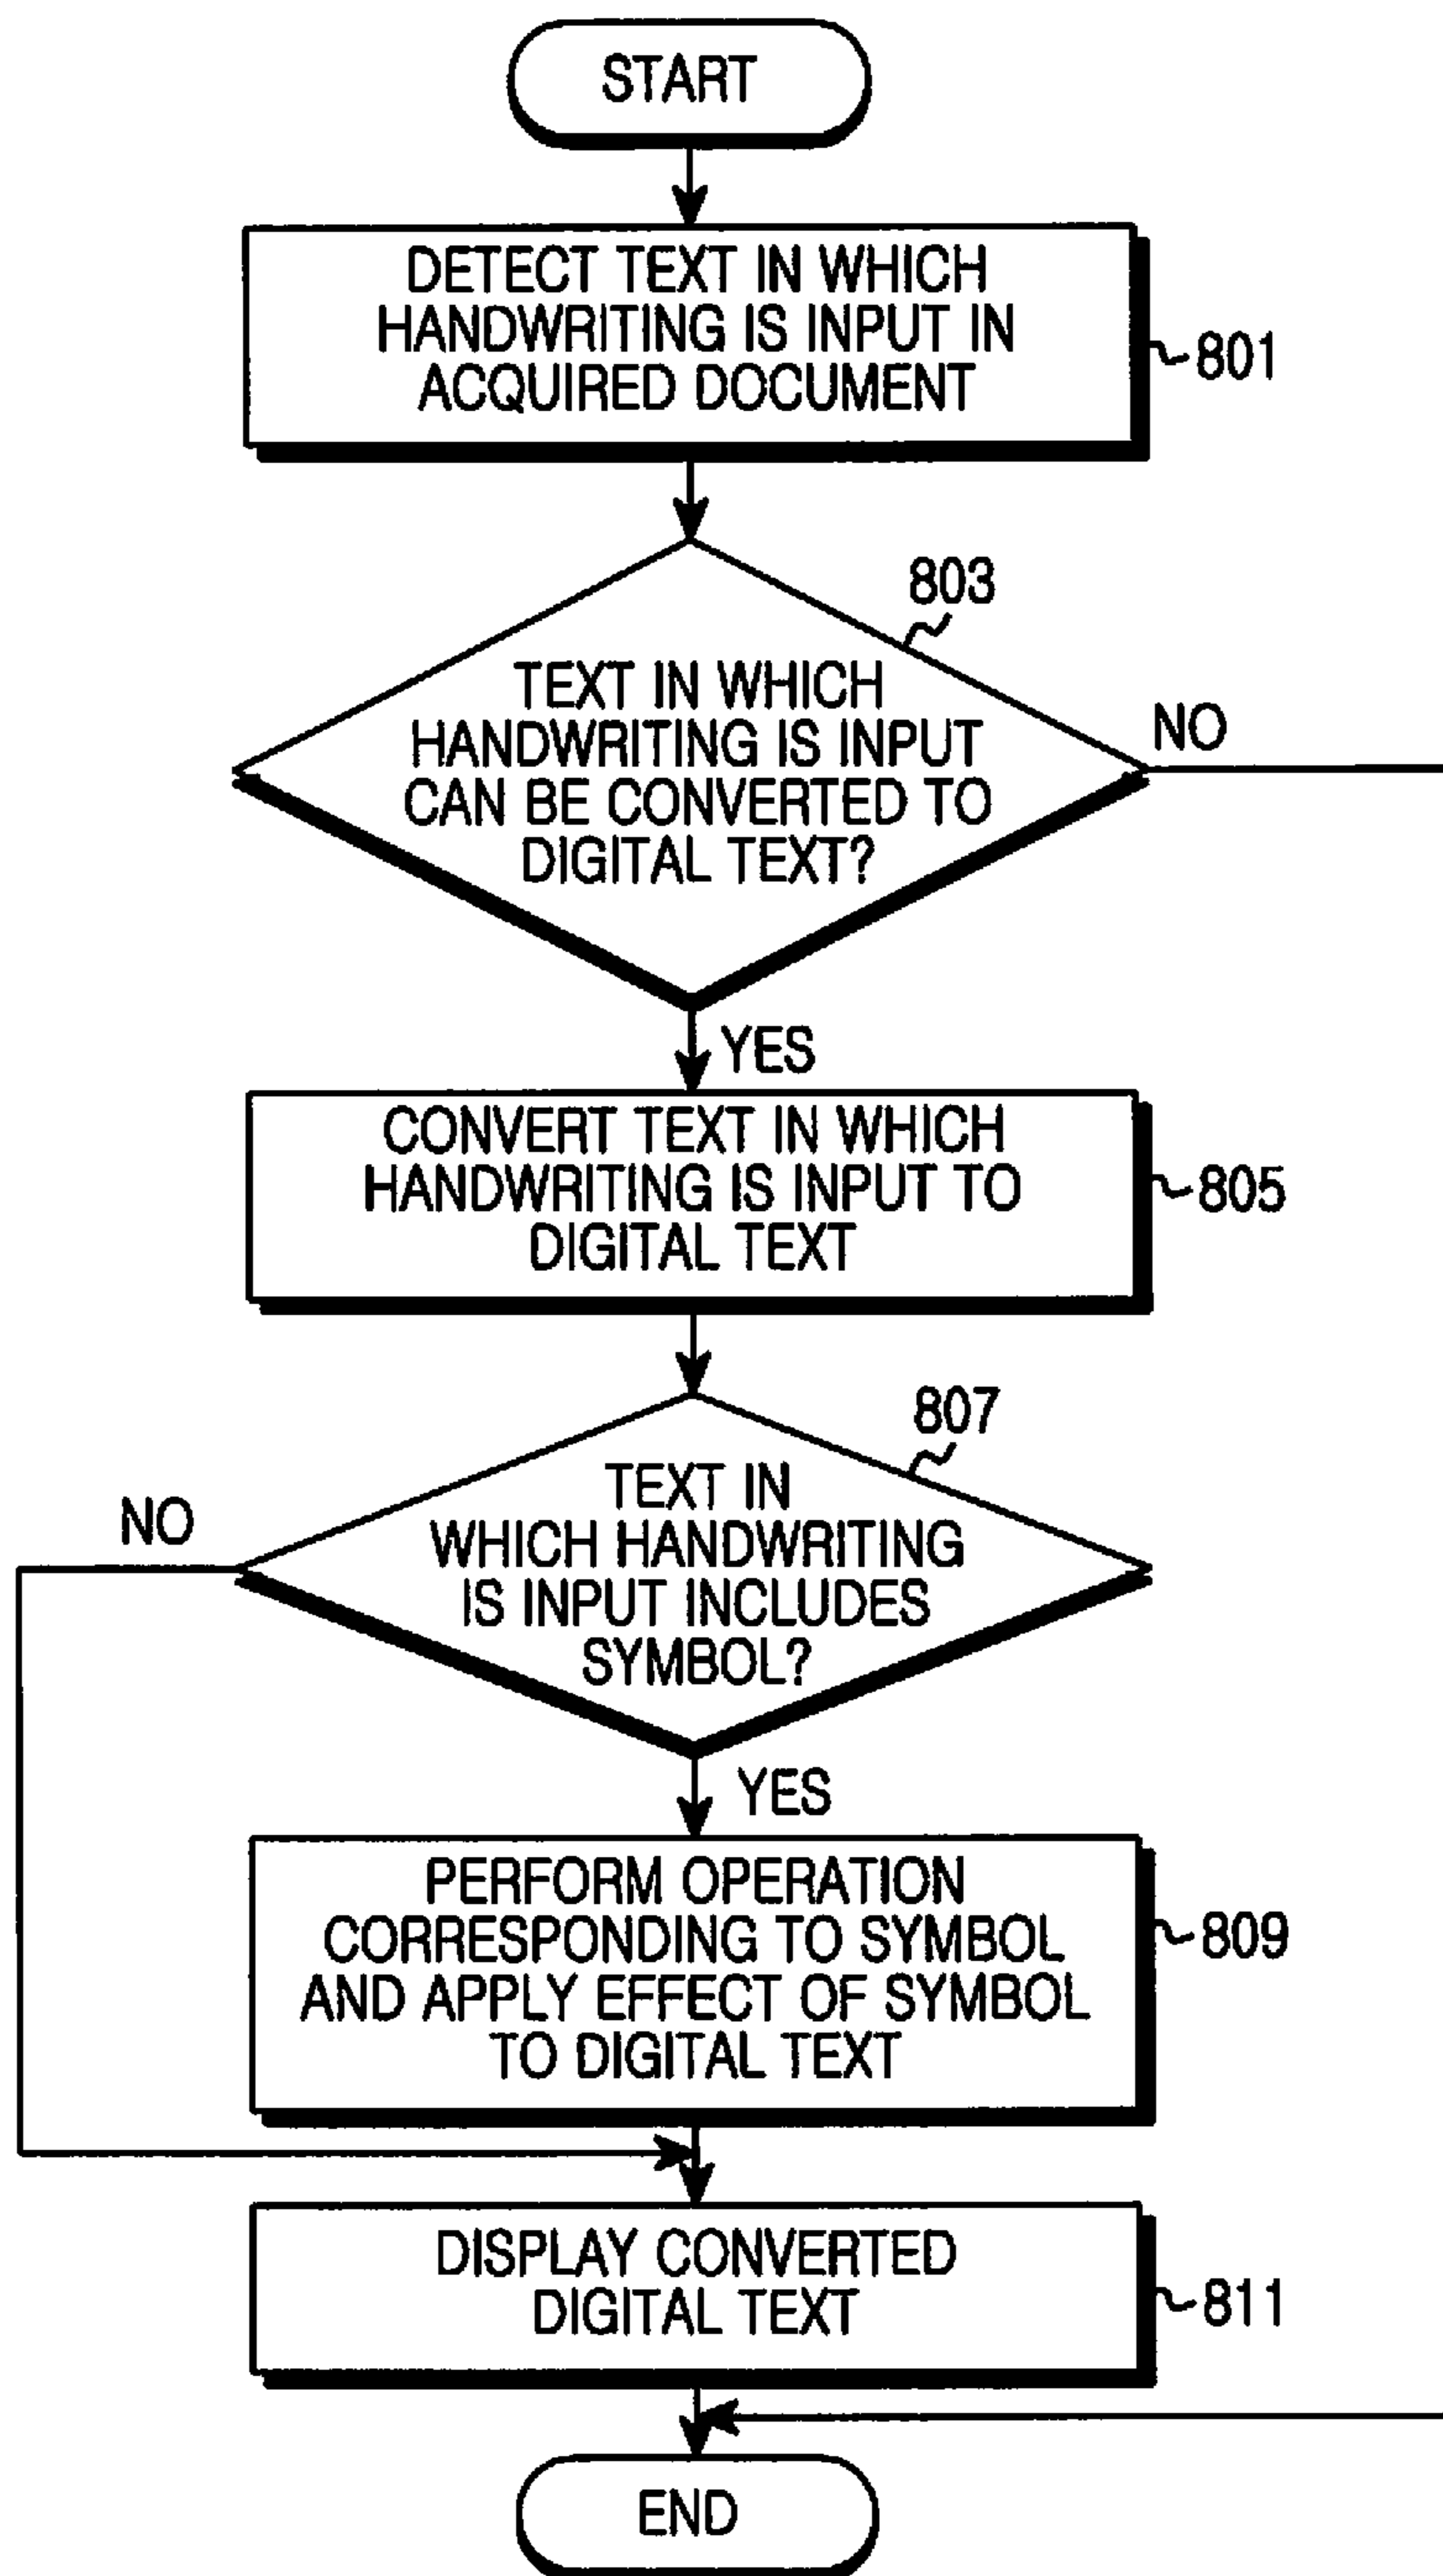 START
DETECT TEXT IN WHICH
HANDWRITING IS INPUT IN
ACQUIRED DOCUMENT
801
803
TEXT IN WHICH
HANDWRITING IS INPUT
CAN BE CONVERTED TO
DIGITAL TEXT?
NO
YES
CONVERT TEXT IN WHICH
HANDWRITING IS INPUT TO
DIGITAL TEXT
805
807
TEXT IN
WHICH HANDWRITING
IS INPUT INCLUDES
SYMBOL?
NO
YES
PERFORM OPERATION
CORRESPONDING TO SYMBOL
AND APPLY EFFECT OF SYMBOL
TO DIGITAL TEXT
809
DISPLAY CONVERTED
DIGITAL TEXT
811
END